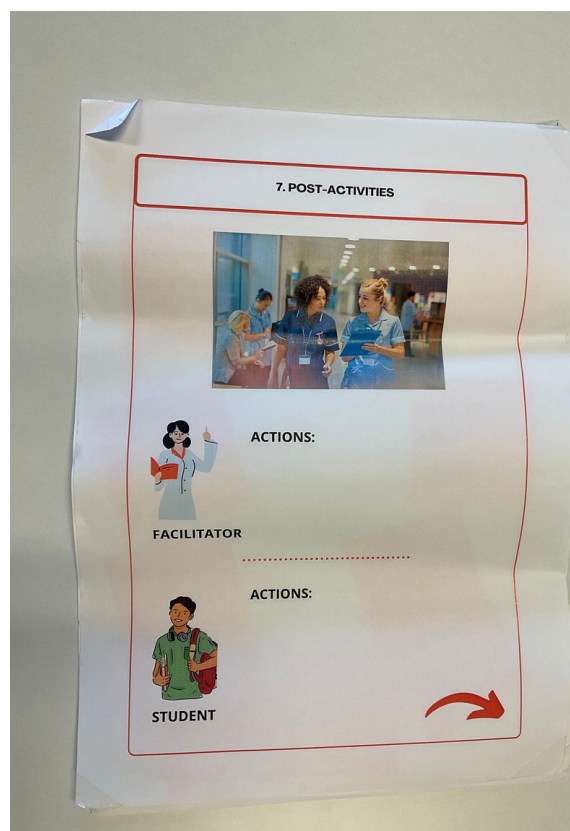 7. POST-ACTIVITIES
ACTIONS:
FACILITATOR
ACTIONS:
STUDENT